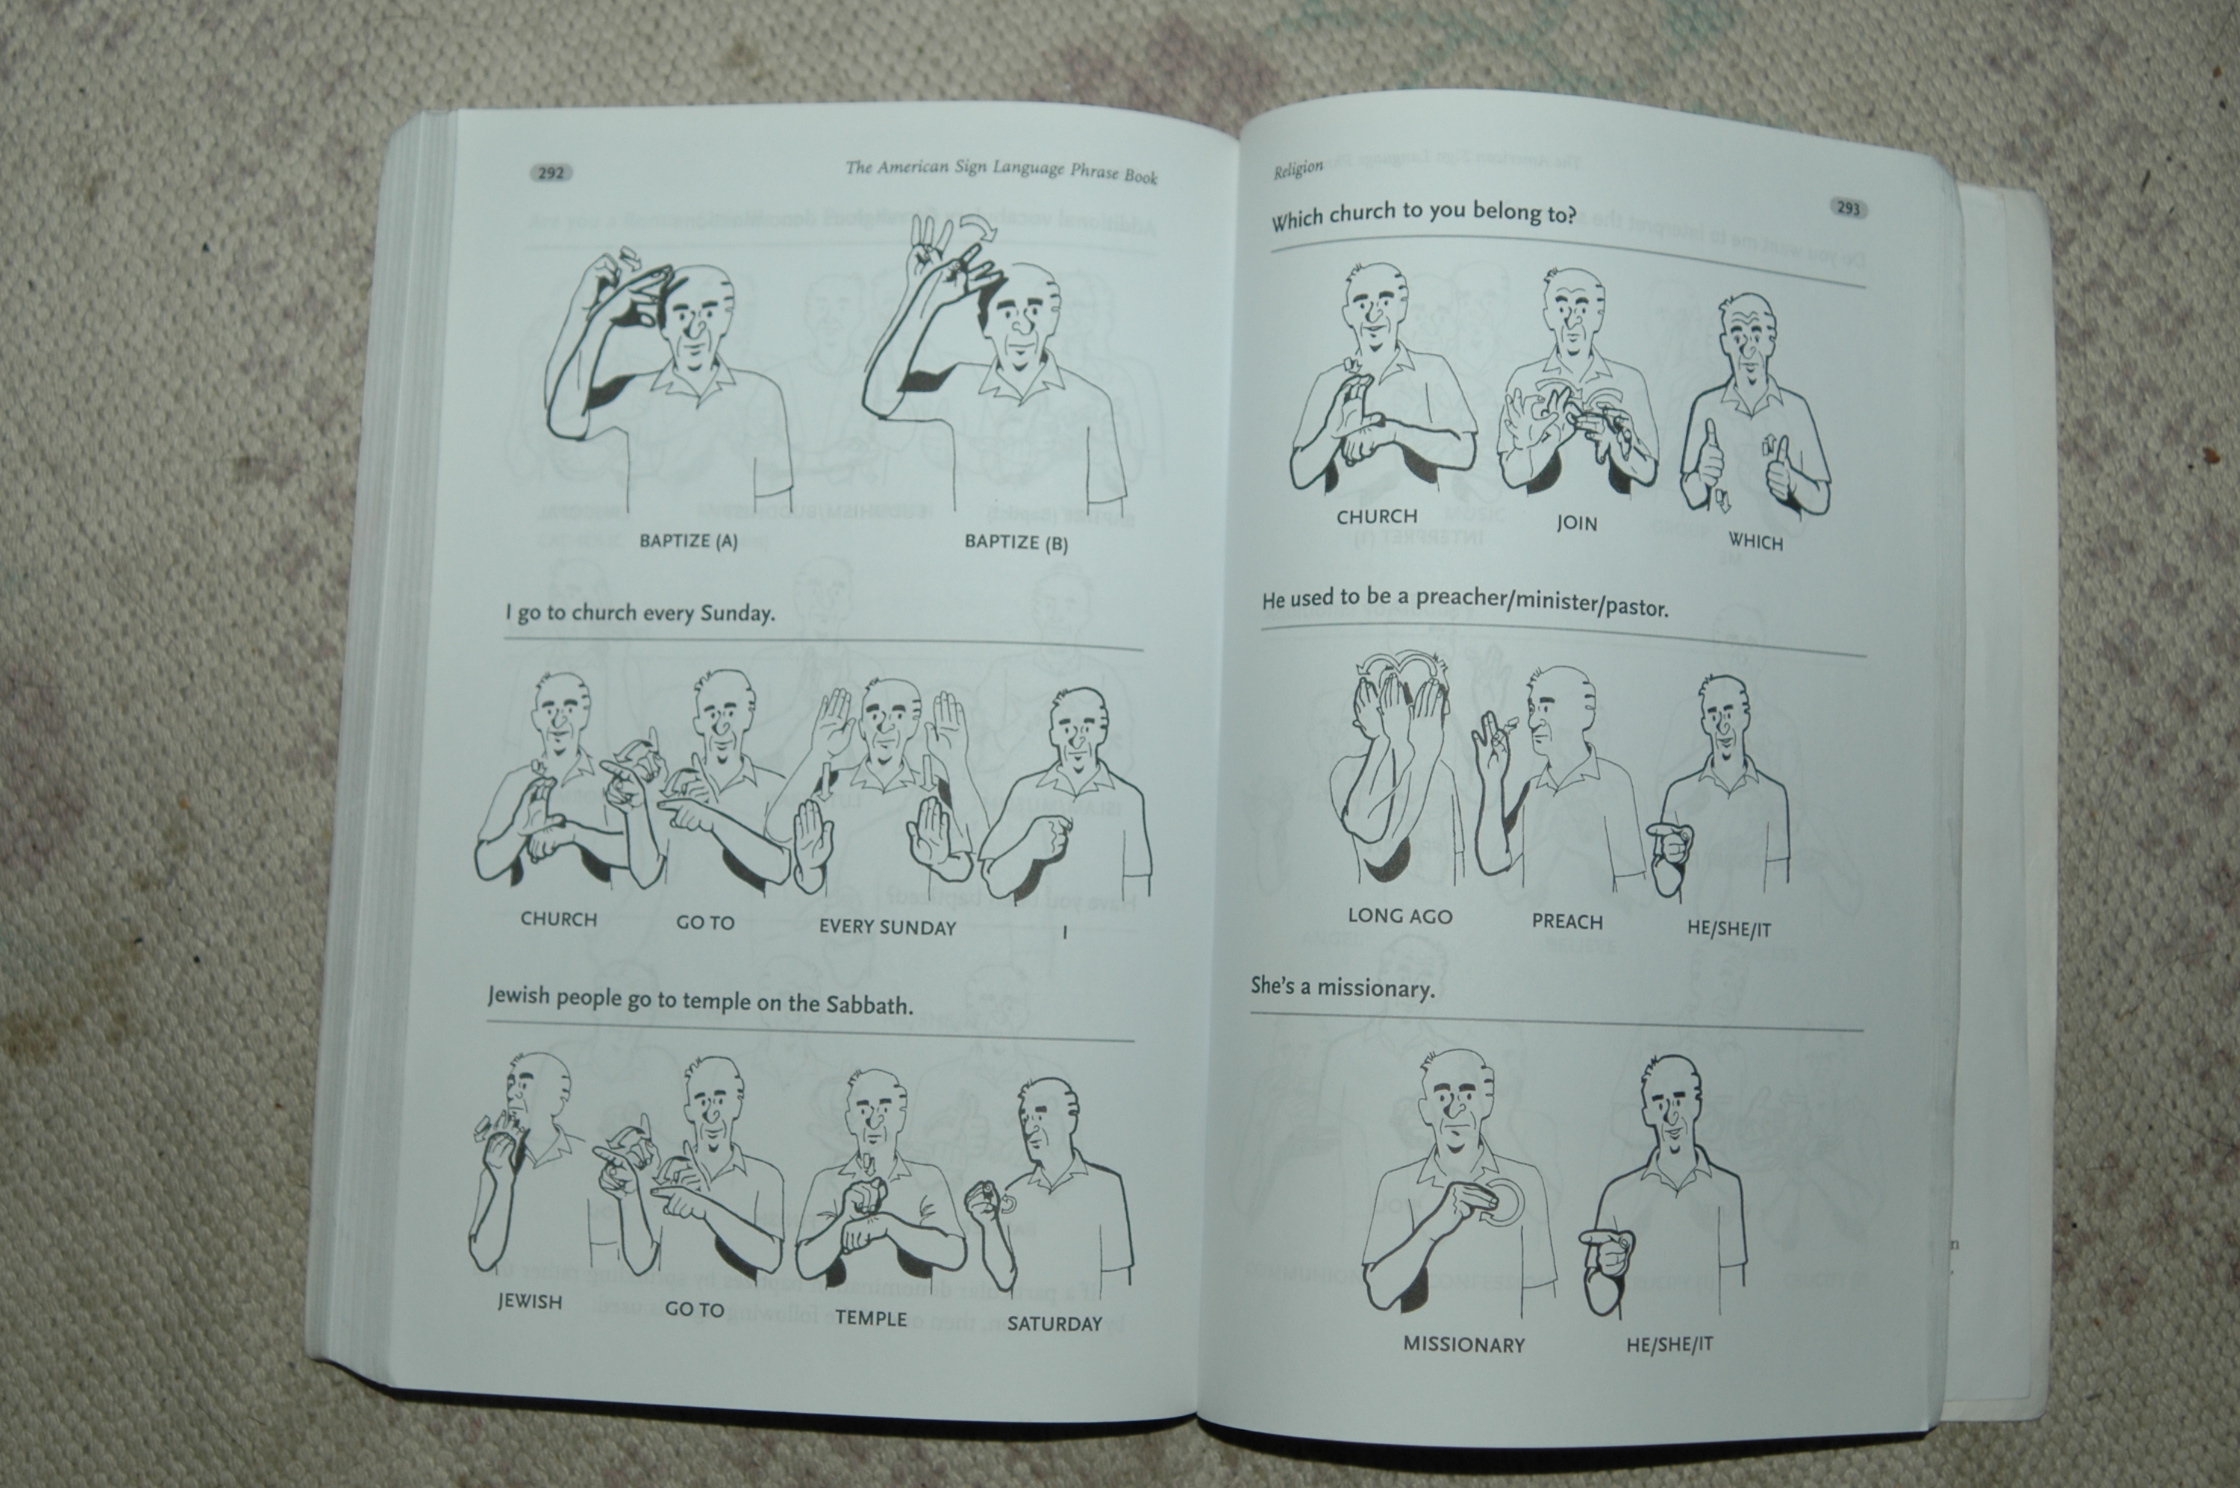 292
The American Sign Language Phrase Book
BAPTIZE (A) BAPTIZE (B)
I go to church every Sunday.
CHURCH GO TO EVERY SUNDAY I
Jewish people go to temple on the Sabbath.
JEWISH GO TO TEMPLE SATURDAY
Religion
293
Which church to you belong to?
CHURCH JOIN WHICH
He used to be a preacher/minister/pastor.
LONG AGO PREACH HE/SHE/IT
She's a missionary.
MISSIONARY HE/SHE/IT